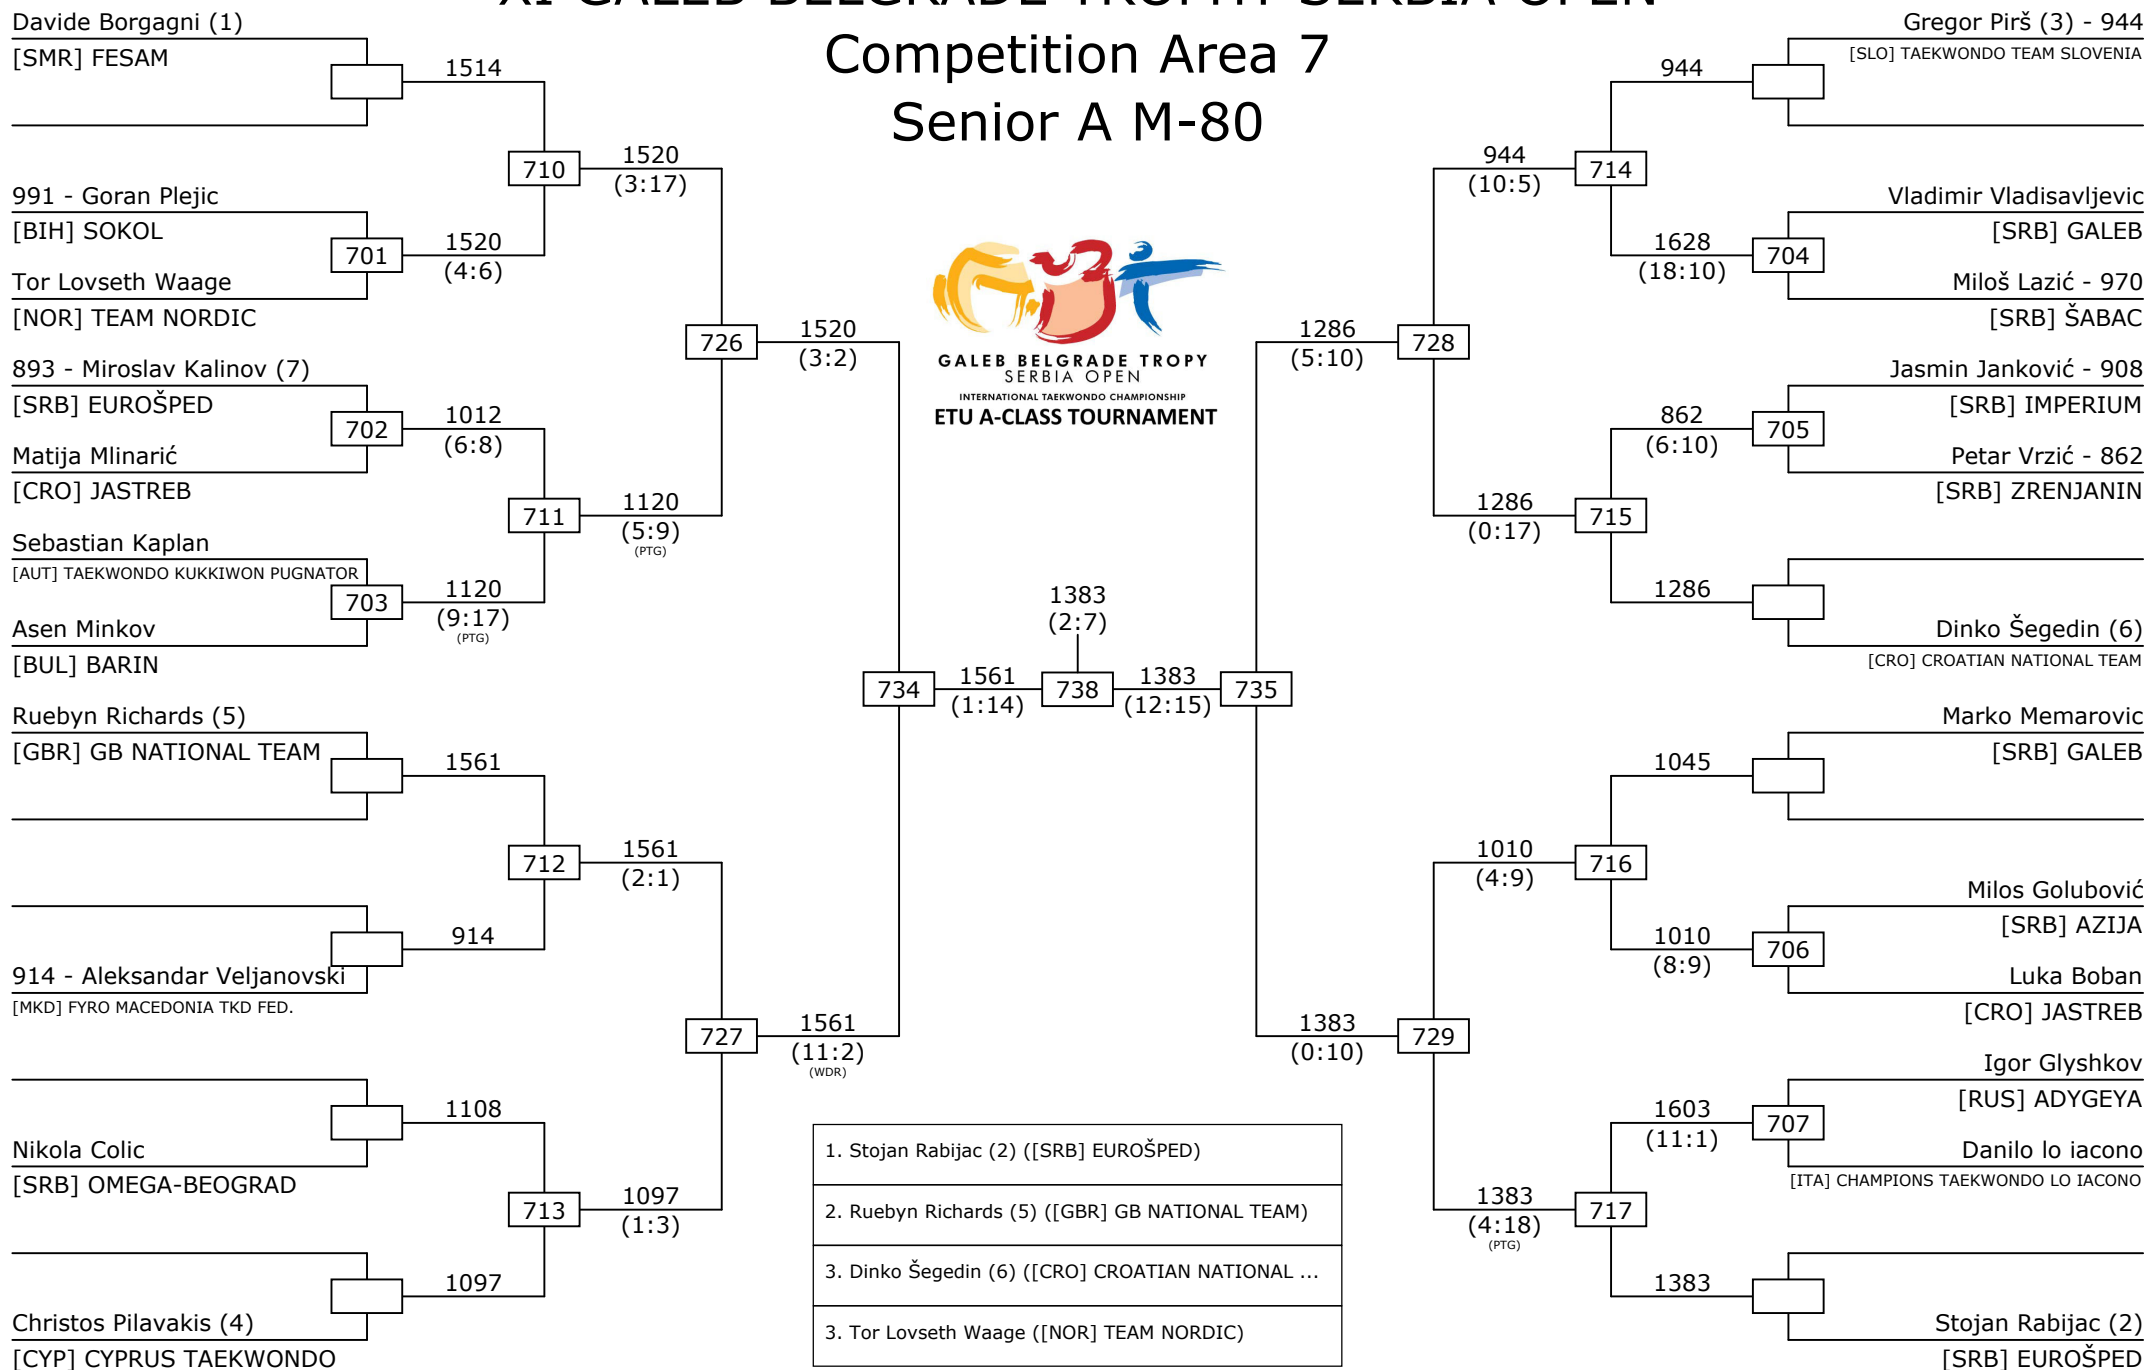 XI GALEB BELGRADE TROPHY SERBIA OPEN
Competition Area 7
Senior A M-80
Davide Borgagni (1)
[SMR] FESAM
1514
991 - Goran Plejic
[BIH] SOKOL
701
1520
(4:6)
Tor Lovseth Waage
[NOR] TEAM NORDIC
710
1520
(3:17)
893 - Miroslav Kalinov (7)
[SRB] EUROŠPED
702
1012
(6:8)
Matija Mlinarić
[CRO] JASTREB
711
1120
(5:9)
(PTG)
Sebastian Kaplan
[AUT] TAEKWONDO KUKKIWON PUGNATOR
703
1120
(9:17)
(PTG)
Asen Minkov
[BUL] BARIN
726
1520
(3:2)
Ruebyn Richards (5)
[GBR] GB NATIONAL TEAM
1561
712
1561
(2:1)
914
914 - Aleksandar Veljanovski
[MKD] FYRO MACEDONIA TKD FED.
727
1561
(11:2)
(WDR)
1108
Nikola Colic
[SRB] OMEGA-BEOGRAD
713
1097
(1:3)
1097
Christos Pilavakis (4)
[CYP] CYPRUS TAEKWONDO
GALEB BELGRADE TROPY
SERBIA OPEN
INTERNATIONAL TAEKWONDO CHAMPIONSHIP
ETU A-CLASS TOURNAMENT
734
1561
(1:14)
1383
(2:7)
738
1383
(12:15)
735
1. Stojan Rabijac (2) ([SRB] EUROŠPED)
2. Ruebyn Richards (5) ([GBR] GB NATIONAL TEAM)
3. Dinko Šegedin (6) ([CRO] CROATIAN NATIONAL ...
3. Tor Lovseth Waage ([NOR] TEAM NORDIC)
Gregor Pirš (3) - 944
[SLO] TAEKWONDO TEAM SLOVENIA
944
944
(10:5)
714
Vladimir Vladisavljevic
[SRB] GALEB
1628
(18:10)
704
Miloš Lazić - 970
[SRB] ŠABAC
1286
(5:10)
728
Jasmin Janković - 908
[SRB] IMPERIUM
862
(6:10)
705
Petar Vrzić - 862
[SRB] ZRENJANIN
1286
(0:17)
715
1286
Dinko Šegedin (6)
[CRO] CROATIAN NATIONAL TEAM
Marko Memarovic
[SRB] GALEB
1045
1010
(4:9)
716
Milos Golubović
[SRB] AZIJA
1010
(8:9)
706
Luka Boban
[CRO] JASTREB
1383
(0:10)
729
Igor Glyshkov
[RUS] ADYGEYA
1603
(11:1)
707
Danilo lo iacono
[ITA] CHAMPIONS TAEKWONDO LO IACONO
1383
(4:18)
(PTG)
717
1383
Stojan Rabijac (2)
[SRB] EUROŠPED